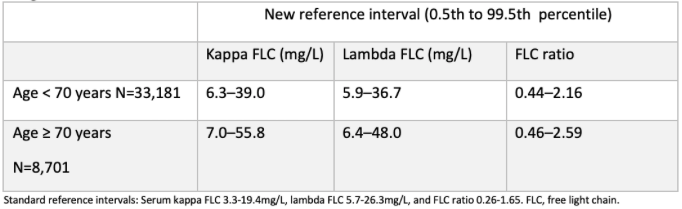 New reference interval (0.5th to 99.5th percentile)
Kappa FLC (mg/L) Lambda FLC (mg/L) FLC ratio
Age < 70 years N=33,181 6.3–39.0 5.9–36.7 0.44–2.16
Age ≥ 70 years 7.0–55.8 6.4–48.0 0.46–2.59
N=8,701
Standard reference intervals: Serum kappa FLC 3.3-19.4mg/L, lambda FLC 5.7-26.3mg/L, and FLC ratio 0.26-1.65. FLC, free light chain.